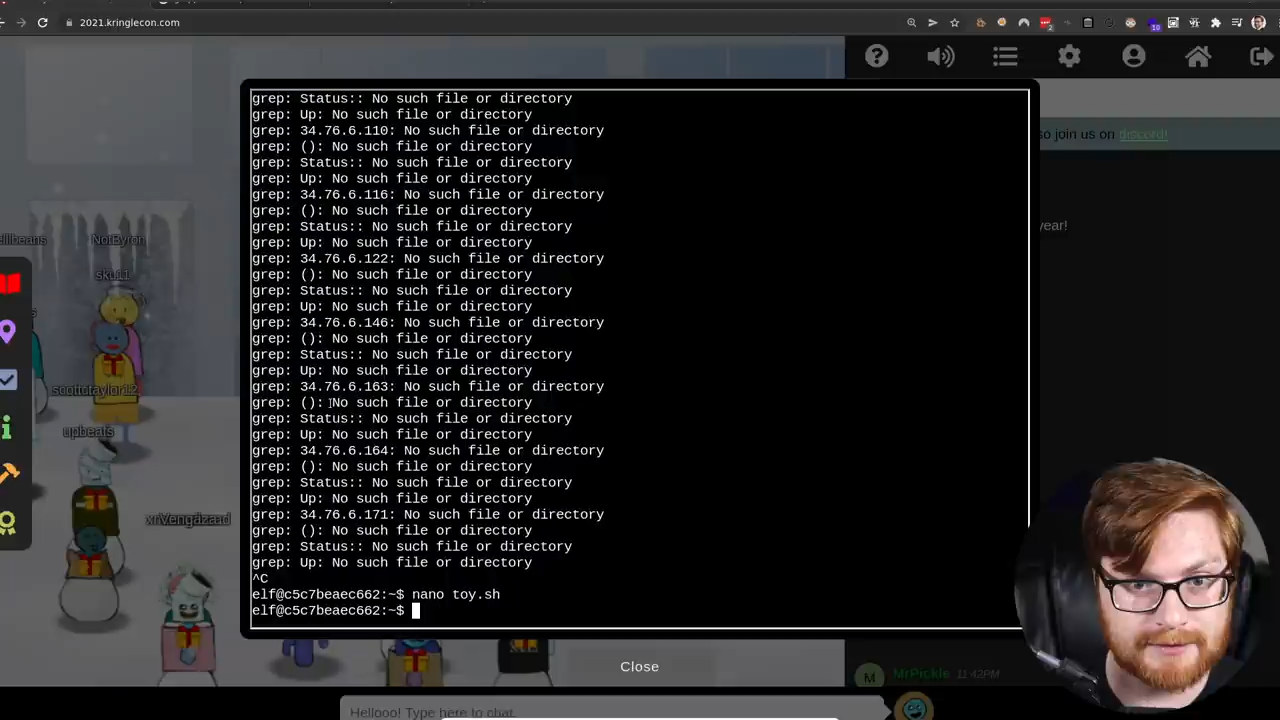 2021.kringlecon.com
grep: Status:: No such file or directory
grep: Up: No such file or directory
grep: 34.76.6.110: No such file or directory
grep: (): No such file or directory
grep: Status:: No such file or directory
grep: Up: No such file or directory
grep: 34.76.6.116: No such file or directory
grep: (): No such file or directory
grep: Status:: No such file or directory
grep: Up: No such file or directory
grep: 34.76.6.122: No such file or directory
grep: (): No such file or directory
grep: Status:: No such file or directory
grep: Up: No such file or directory
grep: 34.76.6.146: No such file or directory
grep: (): No such file or directory
grep: Status:: No such file or directory
grep: Up: No such file or directory
grep: 34.76.6.163: No such file or directory
grep: (): No such file or directory
grep: Status:: No such file or directory
grep: Up: No such file or directory
grep: 34.76.6.164: No such file or directory
grep: (): No such file or directory
grep: Status:: No such file or directory
grep: Up: No such file or directory
grep: 34.76.6.171: No such file or directory
grep: (): No such file or directory
grep: Status:: No such file or directory
grep: Up: No such file or directory
^C
elf@c5c7beaec662:~$ nano toy.sh
elf@c5c7beaec662:~$
so join us on discord!
year!
NotByron
scottctaylor12
upbeats
Close
M
MrPickle 11:42PM
Hellooo! Type here to chat.